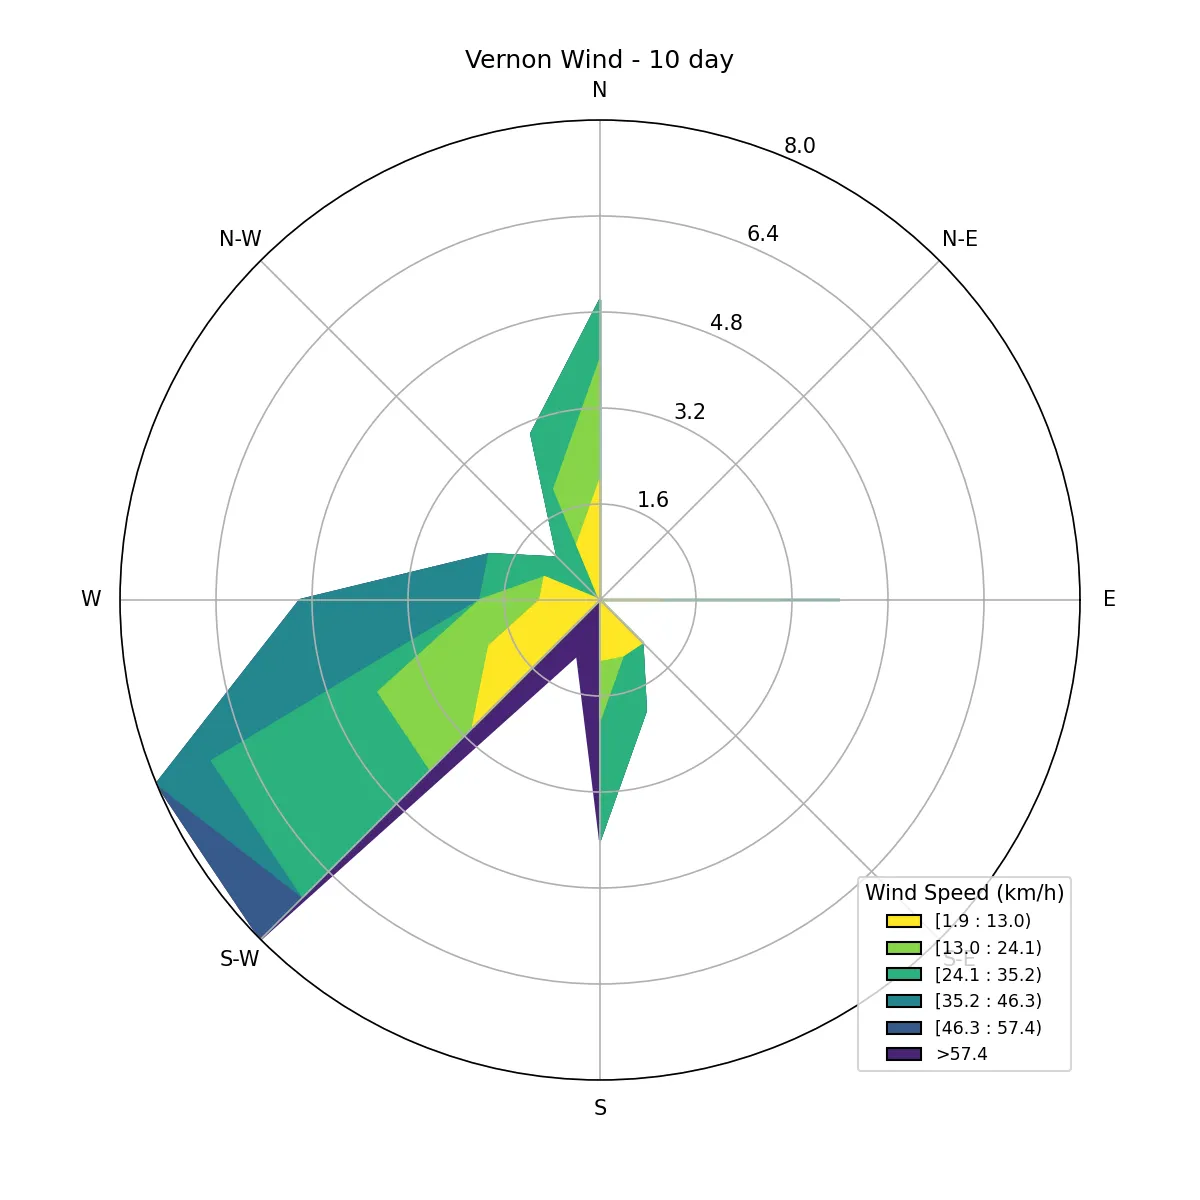 Vernon Wind - 10 day
N
8.0
N-W
6.4
N-E
4.8
3.2
1.6
W
E
Wind Speed (km/h)
[1.9 : 13.0)
[13.0 : 24.1)
S-W
S-E
[24.1 : 35.2)
[35.2 : 46.3)
[46.3 : 57.4)
>57.4
S